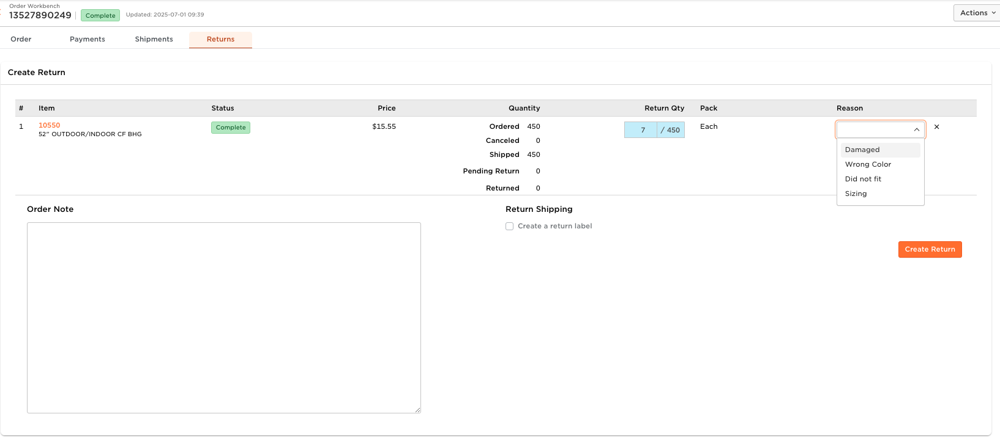 Order Workbench
13527890249 Complete Updated: 2025-07-01 09:39
Actions
Order Payments Shipments Returns
Create Return
# Item Status Price Quantity Return Qty Pack Reason
1 10550 Complete $15.55 Ordered 450 7 / 450 Each
52" OUTDOOR/INDOOR CF BHG
Canceled 0
Shipped 450
Pending Return 0
Returned 0
Damaged
Wrong Color
Did not fit
Sizing
Order Note
Return Shipping
Create a return label
Create Return